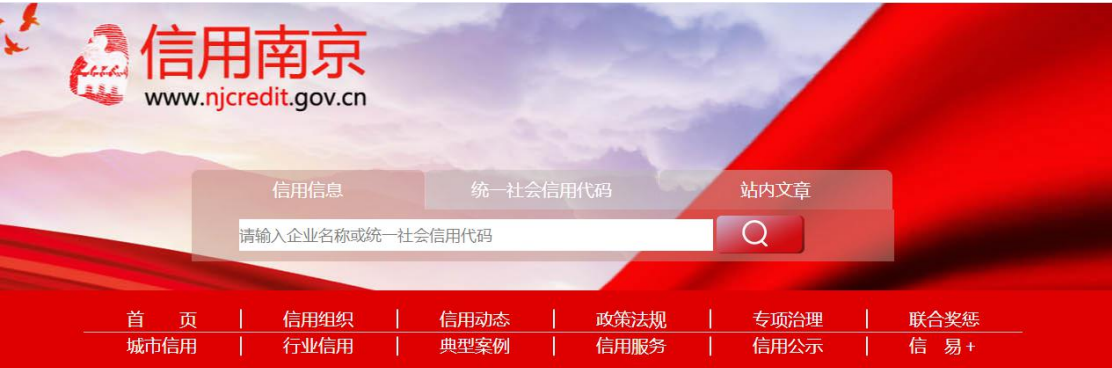 信用南京
www.njcredit.gov.cn
信用信息 统一社会信用代码 站内文章
请输入企业名称或统一社会信用代码
首 页 | 信用组织 | 信用动态 | 政策法规 | 专项治理 | 联合奖惩
城市信用 | 行业信用 | 典型案例 | 信用服务 | 信用公示 | 信 易+